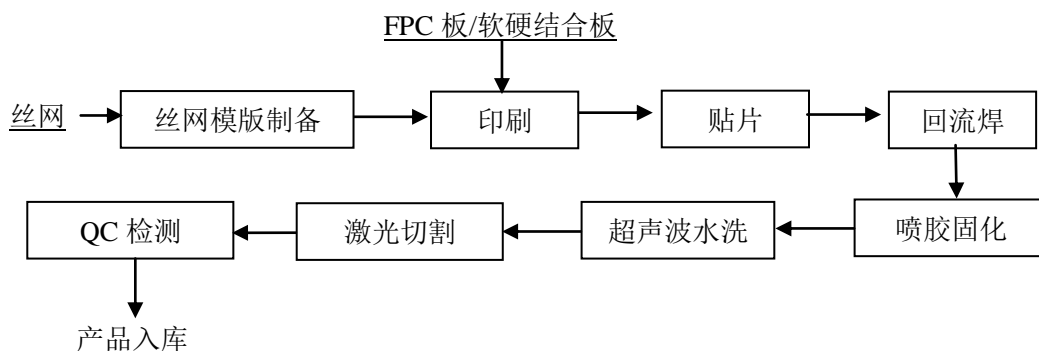 FPC 板/软硬结合板
丝网
丝网模版制备
印刷
贴片
回流焊
喷胶固化
超声波水洗
激光切割
QC 检测
产品入库